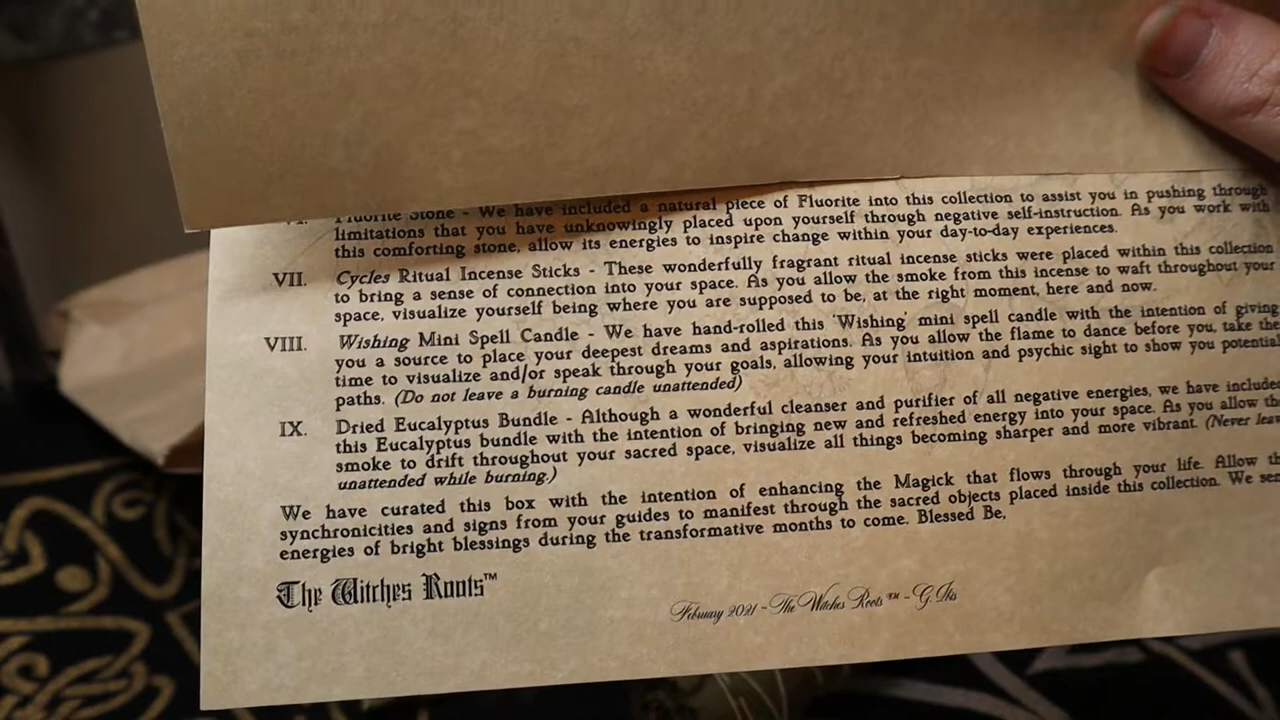 Fluorite Stone - We have included a natural piece of Fluorite into this collection to assist you in pushing through
limitations that you have unknowingly placed upon yourself through negative self-instruction. As you work with
this comforting stone, allow its energies to inspire change within your day-to-day experiences.
VII. Cycles Ritual Incense Sticks - These wonderfully fragrant ritual incense sticks were placed within this collection
to bring a sense of connection into your space. As you allow the smoke from this incense to waft throughout your
space, visualize yourself being where you are supposed to be, at the right moment, here and now.
VIII. Wishing Mini Spell Candle - We have hand-rolled this 'Wishing' mini spell candle with the intention of giving
you a source to place your deepest dreams and aspirations. As you allow the flame to dance before you, take the
time to visualize and/or speak through your goals, allowing your intuition and psychic sight to show you potential
paths. (Do not leave a burning candle unattended)
IX. Dried Eucalyptus Bundle - Although a wonderful cleanser and purifier of all negative energies, we have include
this Eucalyptus bundle with the intention of bringing new and refreshed energy into your space. As you allow th
smoke to drift throughout your sacred space, visualize all things becoming sharper and more vibrant. (Never leav
unattended while burning.)
We have curated this box with the intention of enhancing the Magick that flows through your life. Allow th
synchronicities and signs from your guides to manifest through the sacred objects placed inside this collection. We sen
energies of bright blessings during the transformative months to come. Blessed Be,
The Witches Roots™
February 2021 - The Witches Roots™ - G. Ibis